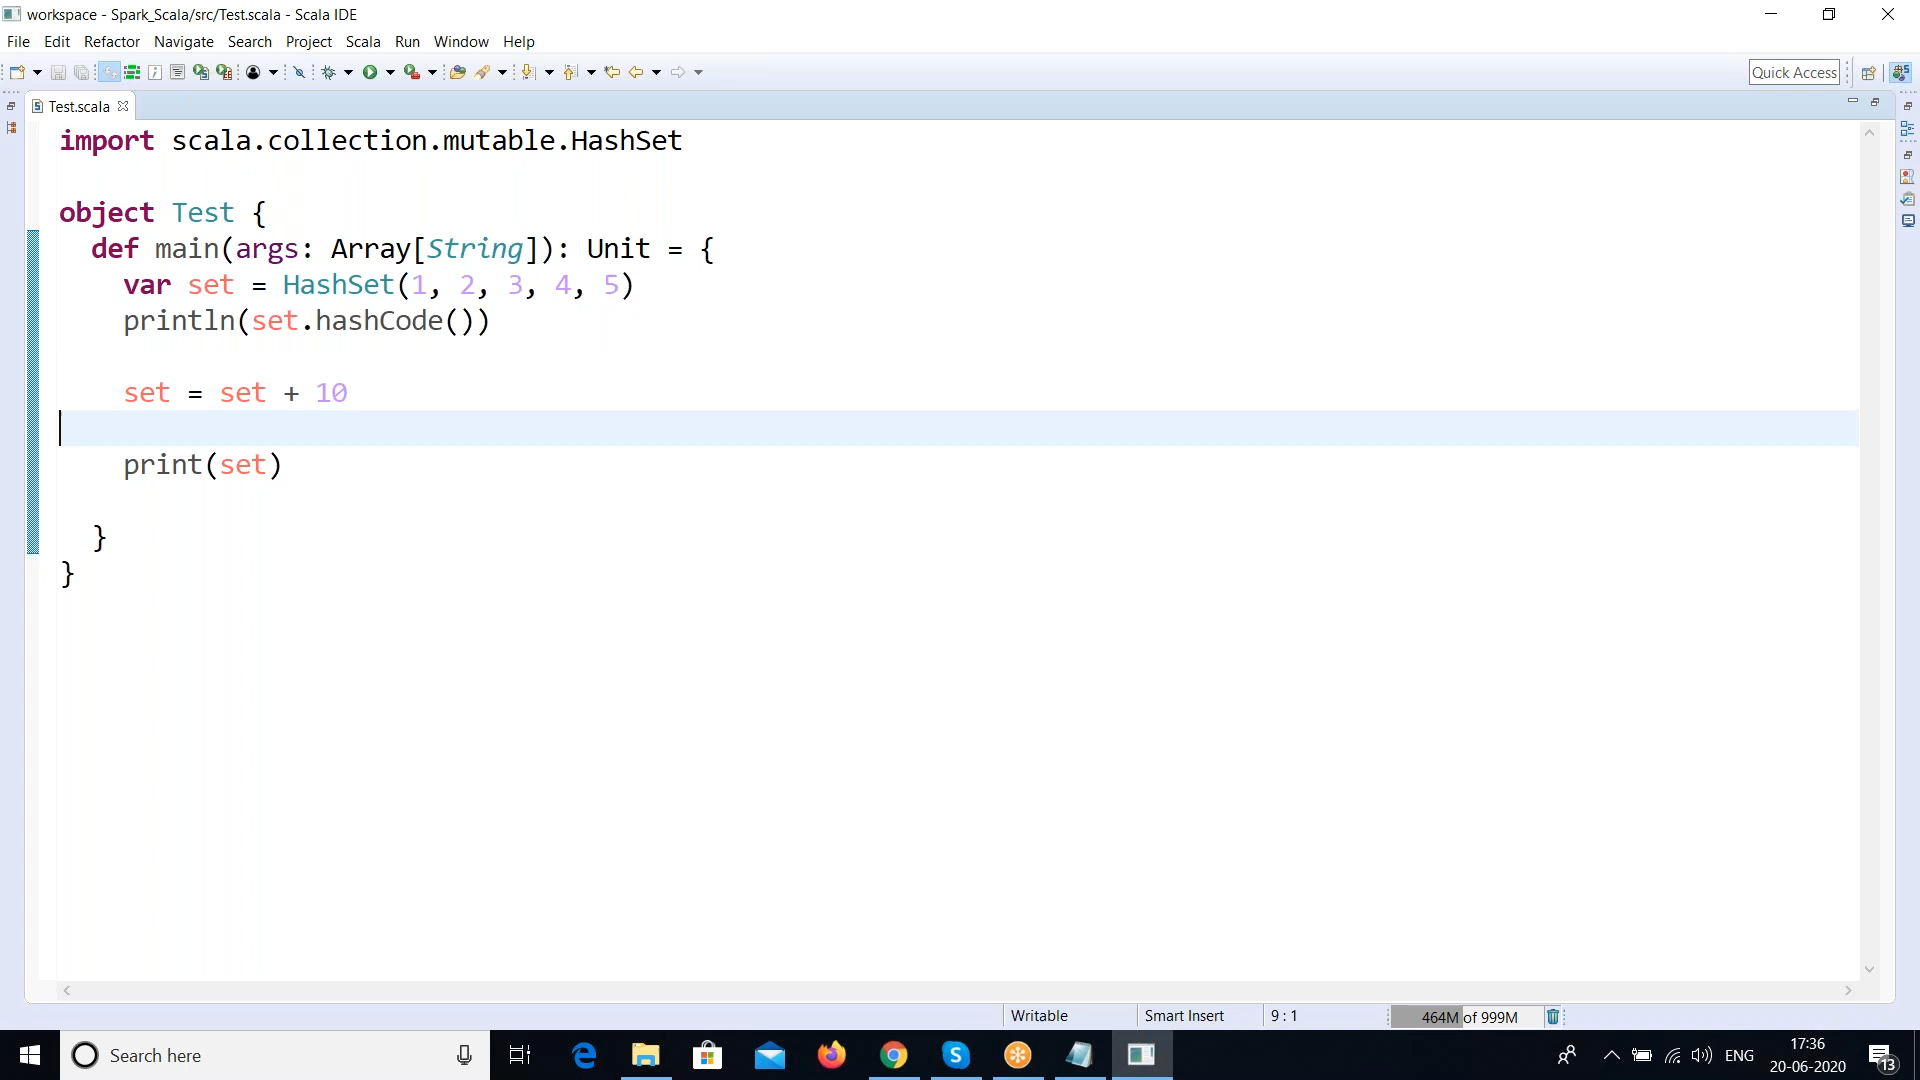 workspace - Spark_Scala/src/Test.scala - Scala IDE
File Edit Refactor Navigate Search Project Scala Run Window Help
Quick Access
Test.scala
import scala.collection.mutable.HashSet
object Test {
def main(args: Array[String]): Unit = {
var set = HashSet(1, 2, 3, 4, 5)
println(set.hashCode())
set = set + 10
print(set)
}
}
Writable Smart Insert 9 : 1 464M of 999M
Search here
ENG
17:36
20-06-2020
13